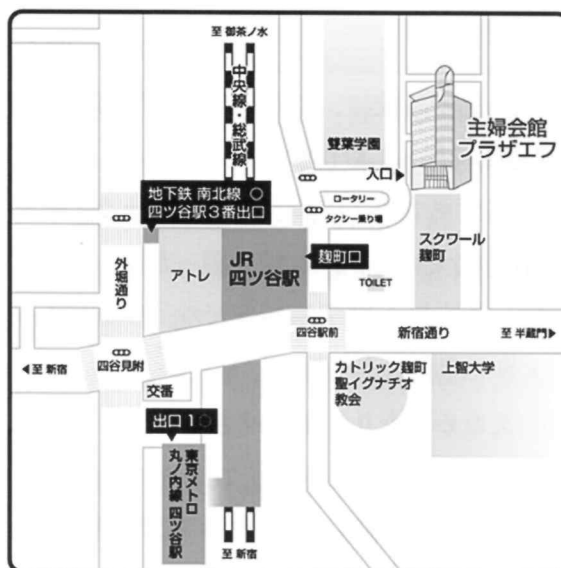 至 御茶ノ水
中央線・総武線
雙葉学園
主婦会館
プラザエフ
入口
ロータリー
タクシー乗り場
地下鉄 南北線
四ツ谷駅3番出口
外堀通り
アトレ
JR
四ツ谷駅
麹町口
TOILET
スクワール
麹町
四谷駅前
新宿通り
至 半蔵門
至 新宿
四谷見附
交番
カトリック麹町
聖イグナチオ
教会
上智大学
出口1
東京メトロ
丸ノ内線 四ツ谷駅
至 新宿